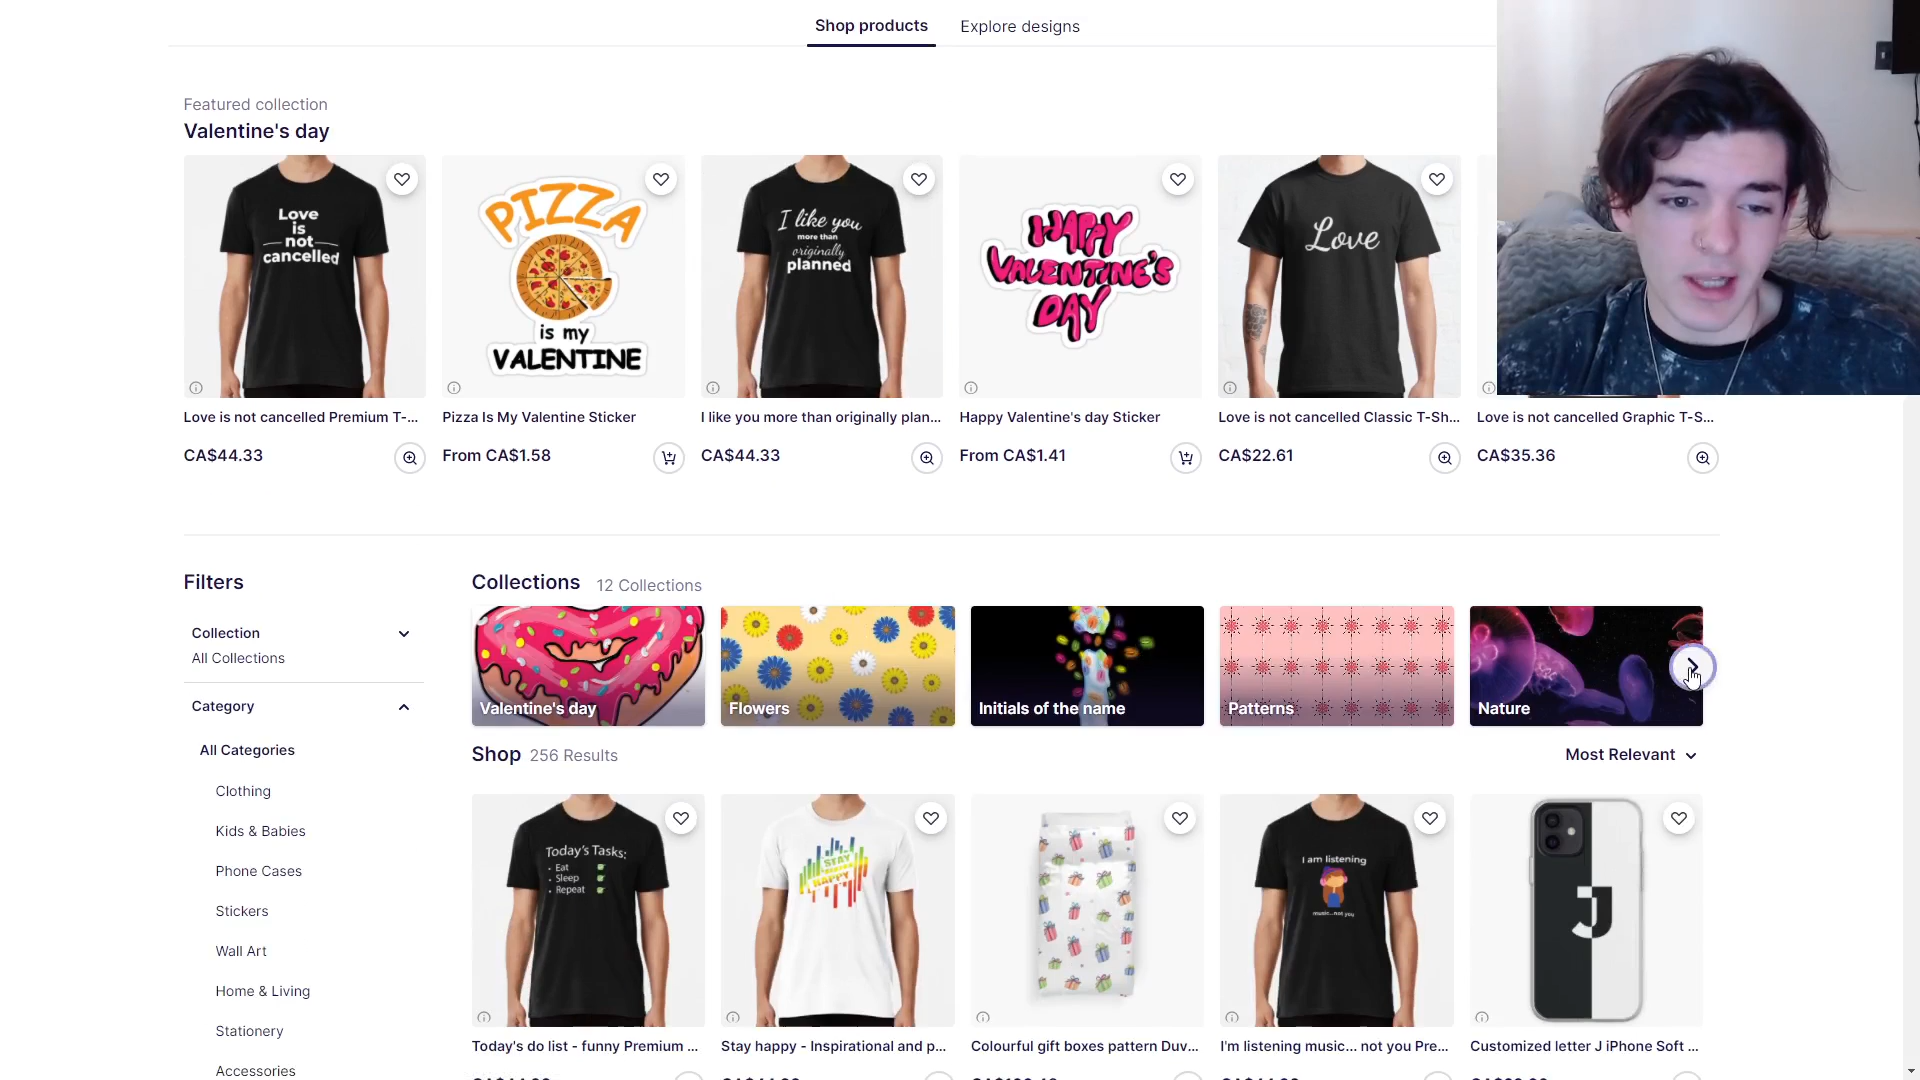 Shop products
Explore designs
Featured collection
Valentine's day
Love
is
not
cancelled
PIZZA
is my
VALENTINE
I like you
more than
originally
planned
HAPPY
VALENTINE'S
DAY
Love
Love is not cancelled Premium T-...
Pizza Is My Valentine Sticker
I like you more than originally plan...
Happy Valentine's day Sticker
Love is not cancelled Classic T-Sh...
Love is not cancelled Graphic T-S...
CA$44.33
From CA$1.58
CA$44.33
From CA$1.41
CA$22.61
CA$35.36
Filters
Collections
12 Collections
Collection
All Collections
Valentine's day
Flowers
Initials of the name
Patterns
Nature
Category
Shop
256 Results
Most Relevant
All Categories
Clothing
Kids & Babies
Phone Cases
Stickers
Wall Art
Home & Living
Stationery
Accessories
Today's Tasks:
Eat
Sleep
Repeat
STAY
HAPPY
I am listening
music...not you
J
Today's do list - funny Premium ...
Stay happy - Inspirational and p...
Colourful gift boxes pattern Duv...
I'm listening music... not you Pre...
Customized letter J iPhone Soft ...